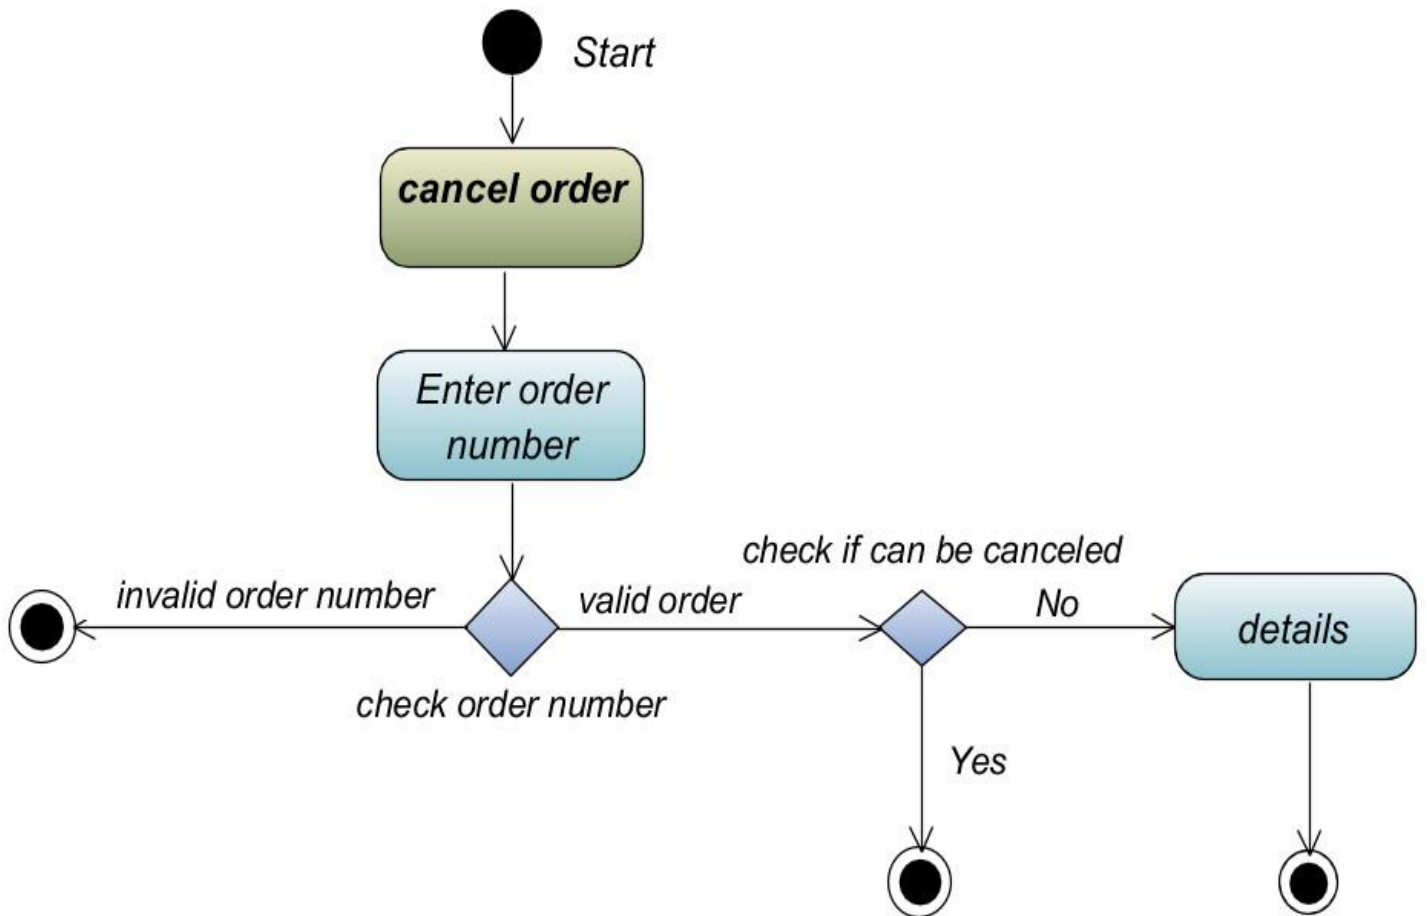 Start
cancel order
Enter order
number
check if can be canceled
invalid order number
valid order
No
details
check order number
Yes